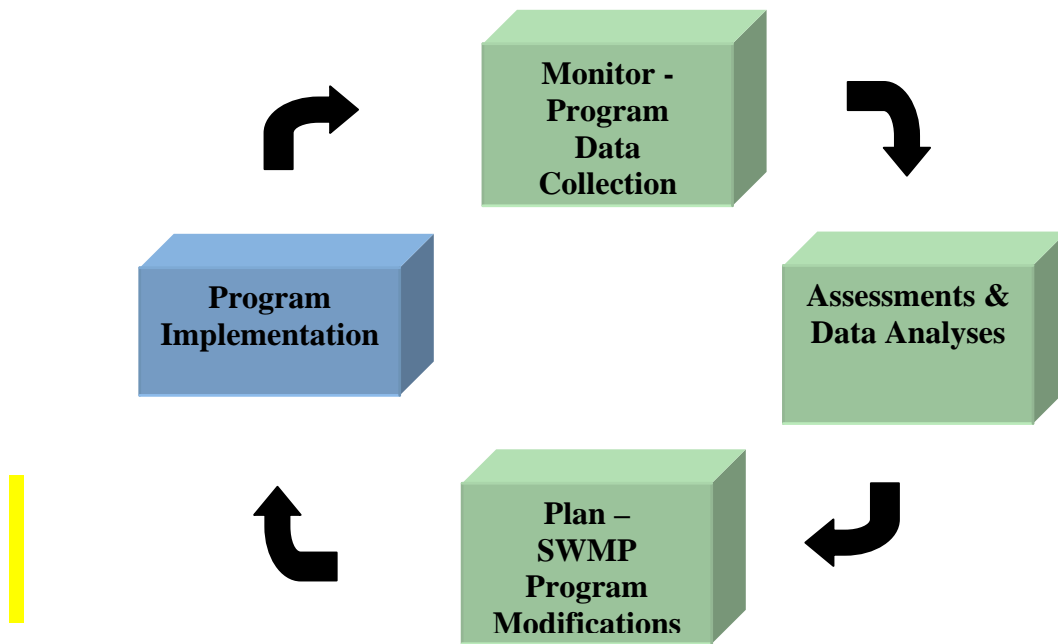 Monitor -
Program
Data
Collection
Program
Implementation
Assessments &
Data Analyses
Plan –
SWMP
Program
Modifications